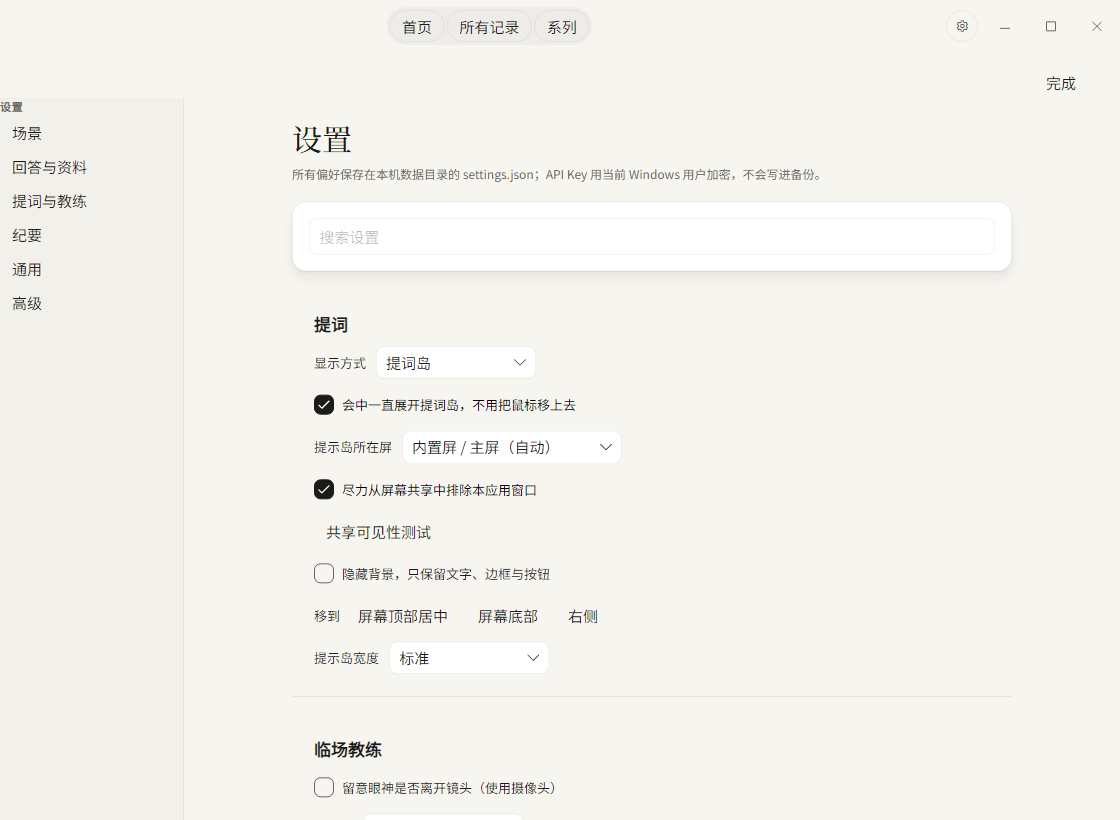 首页 所有记录 系列
完成
设置
场景
回答与资料
提词与教练
纪要
通用
高级
设置
所有偏好保存在本机数据目录的 settings.json；API Key 用当前 Windows 用户加密，不会写进备份。
搜索设置
提词
显示方式 提词岛
会中一直展开提词岛，不用把鼠标移上去
提示岛所在屏 内置屏 / 主屏（自动）
尽力从屏幕共享中排除本应用窗口
共享可见性测试
隐藏背景，只保留文字、边框与按钮
移到 屏幕顶部居中 屏幕底部 右侧
提示岛宽度 标准
临场教练
留意眼神是否离开镜头（使用摄像头）